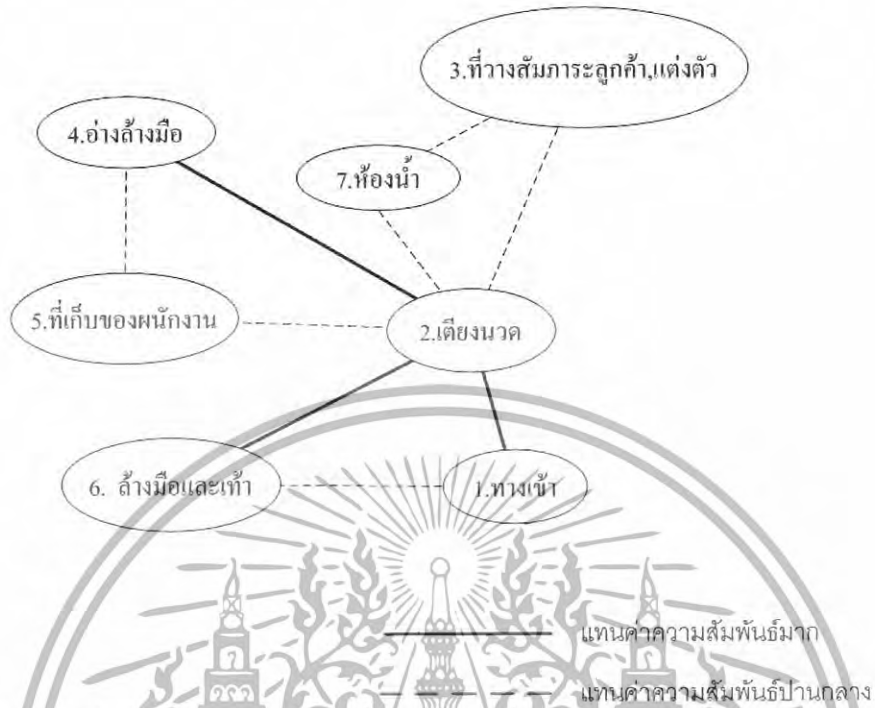 3.ที่วางสัมภาระลูกค้า,แต่งตัว
4.อ่างล้างมือ
7.ห้องน้ำ
5.ที่เก็บของผนักงาน
2.เตียงนวด
6. ล้างมือและเท้า
1.ทางเข้า
แทนค่าความสัมพันธ์มาก
แทนค่าความสัมพันธ์ปานกลาง